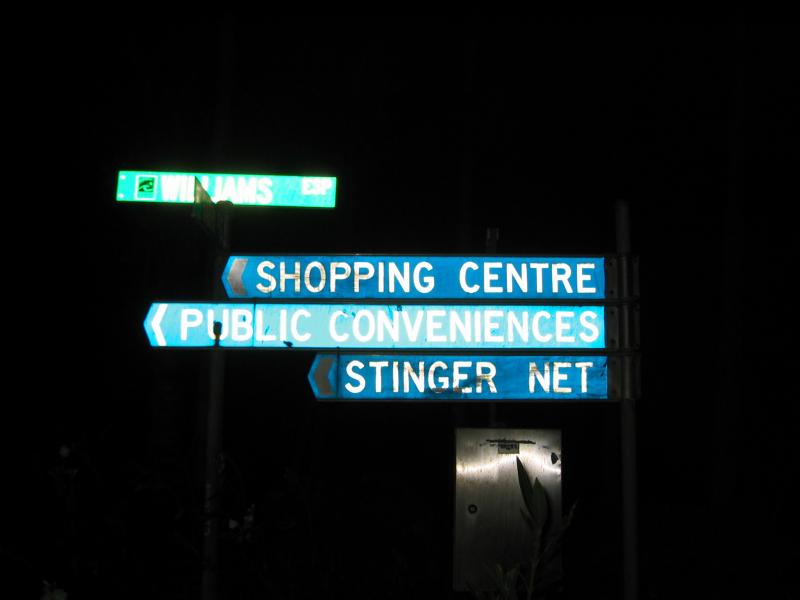 WILLIAMS ESP
SHOPPING CENTRE
PUBLIC CONVENIENCES
STINGER NET